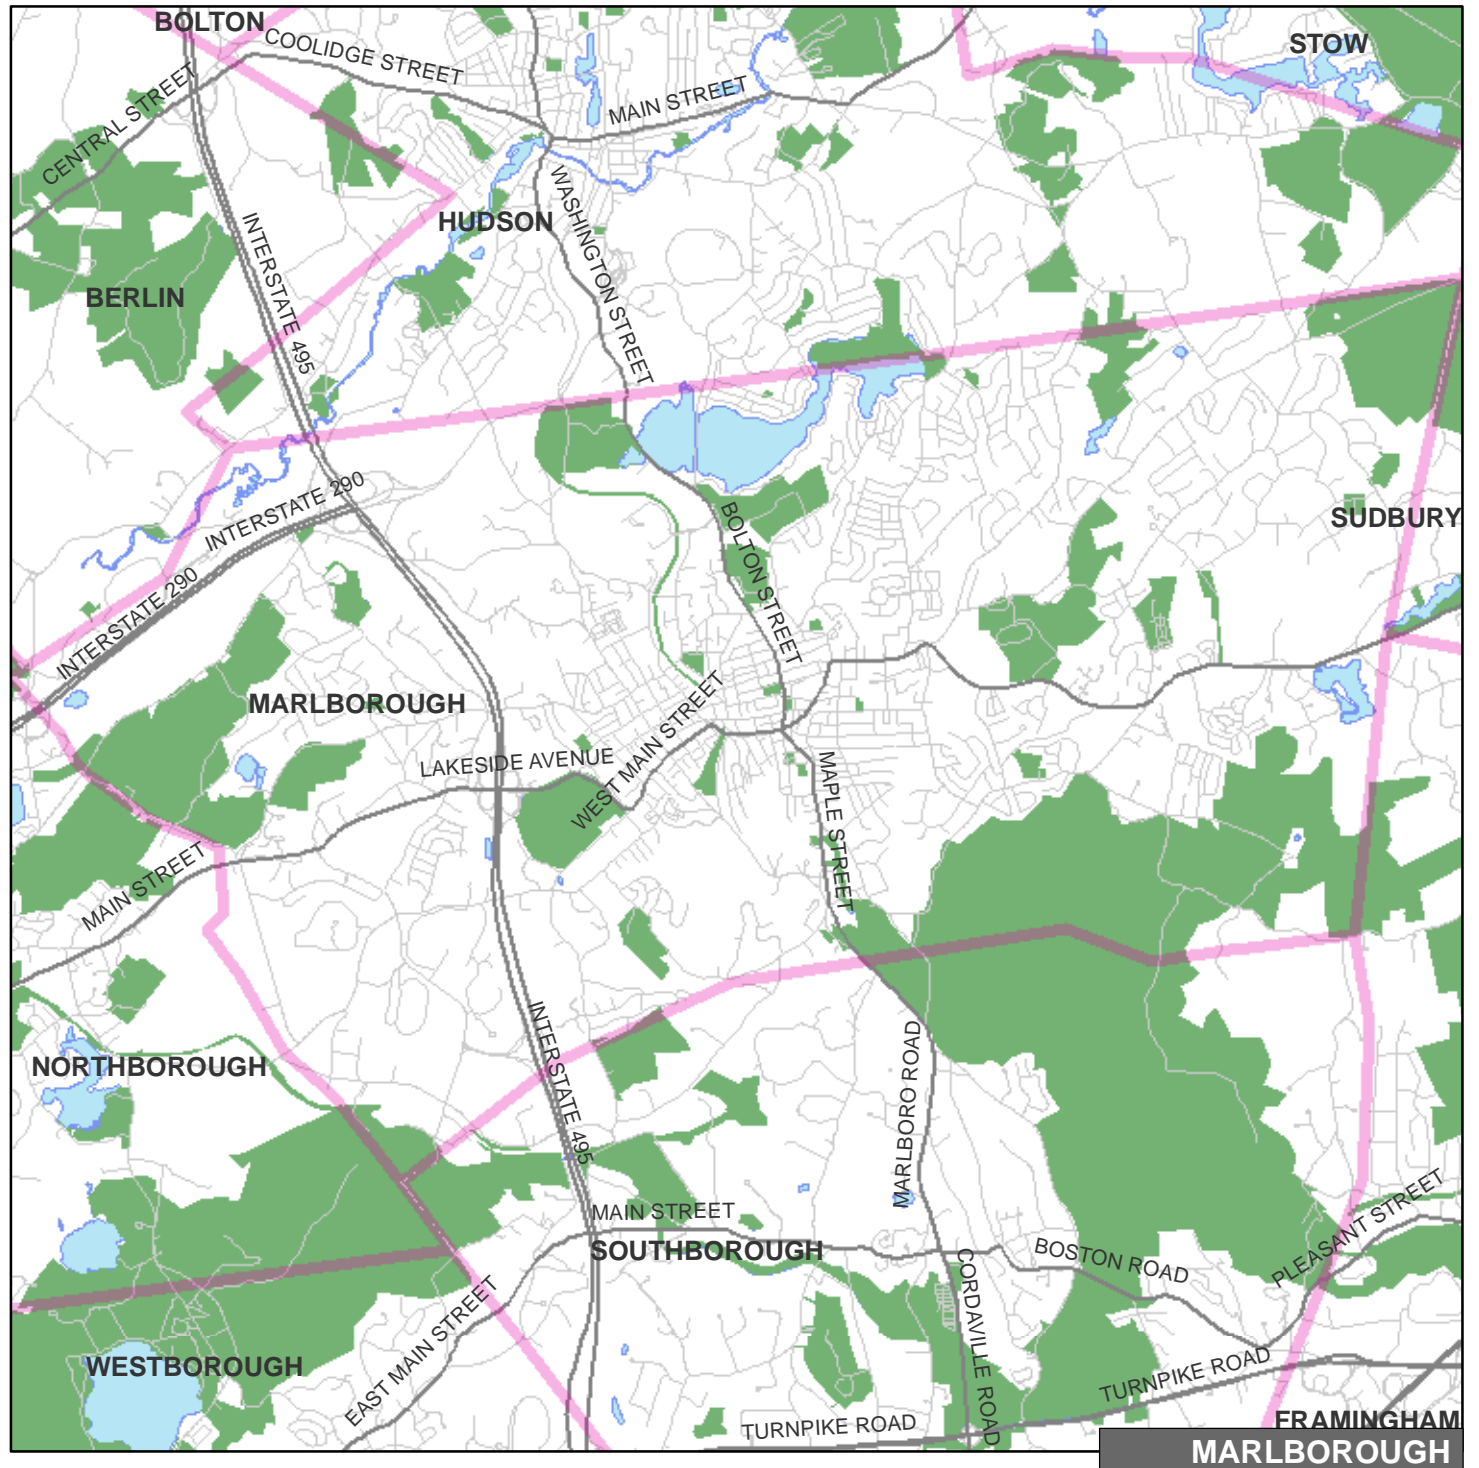 BOLTON
COOLIDGE STREET
STOW
MAIN STREET
CENTRAL STREET
WASHINGTON STREET
HUDSON
INTERSTATE 495
BERLIN
INTERSTATE 290
BOLTON STREET
SUDBURY
INTERSTATE 290
MARLBOROUGH
WEST MAIN STREET
LAKESIDE AVENUE
MAPLE STREET
MAIN STREET
INTERSTATE 495
NORTHBOROUGH
MARLBORO ROAD
MAIN STREET
PLEASANT STREET
SOUTHBOROUGH
BOSTON ROAD
CORDAVILLE ROAD
EAST MAIN STREET
WESTBOROUGH
TURNPIKE ROAD
TURNPIKE ROAD
FRAMINGHAM
MARLBOROUGH